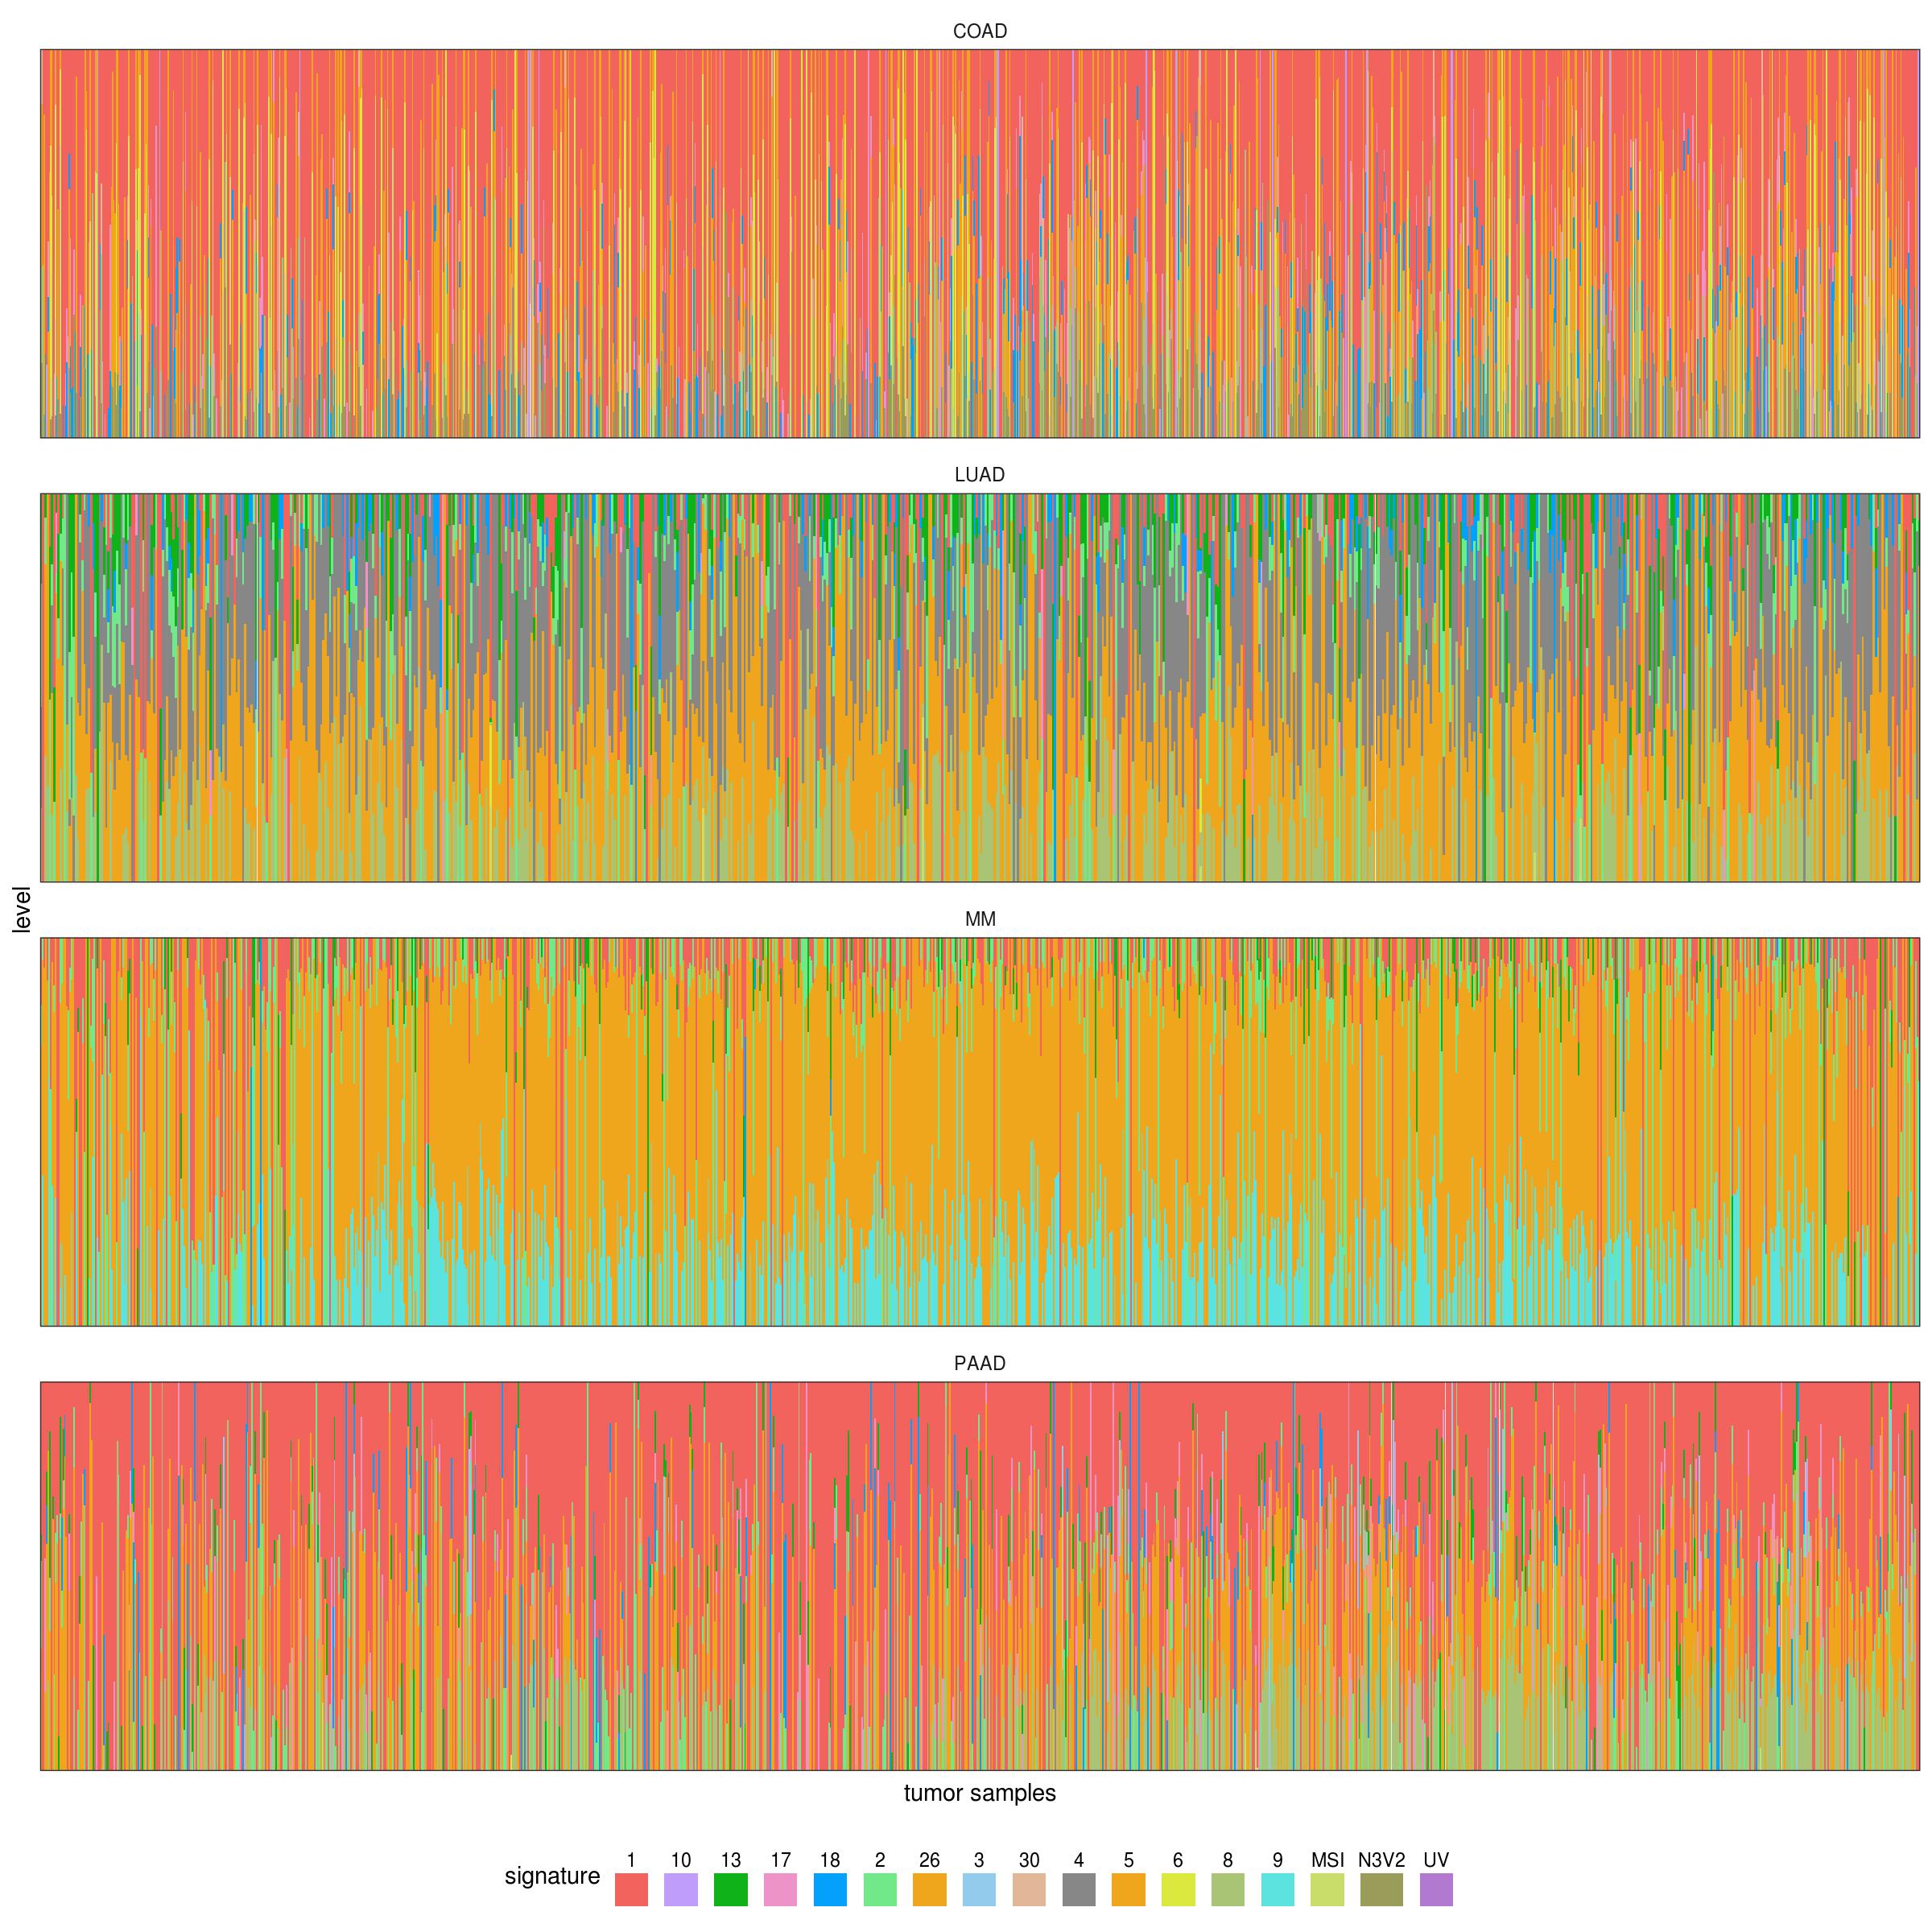 COAD
LUAD
level
MM
PAAD
tumor samples
signature 1 10 13 17 18 2 26 3 30 4 5 6 8 9 MSI N3V2 UV